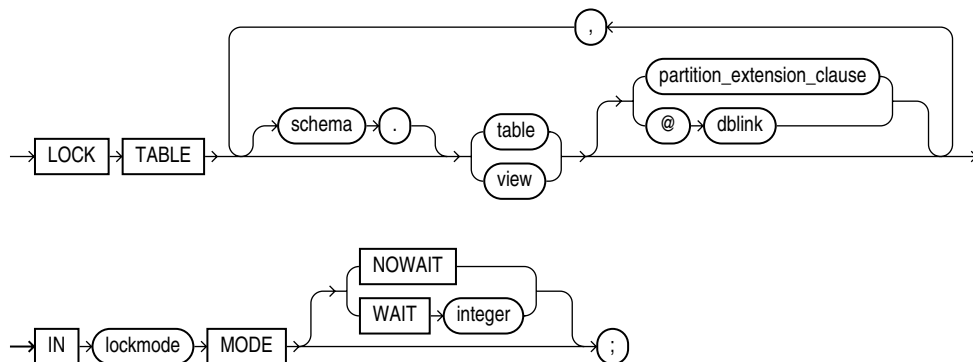 ,
partition_extension_clause
schema . table @ dblink
LOCK TABLE view
NOWAIT
WAIT integer
IN lockmode MODE ;